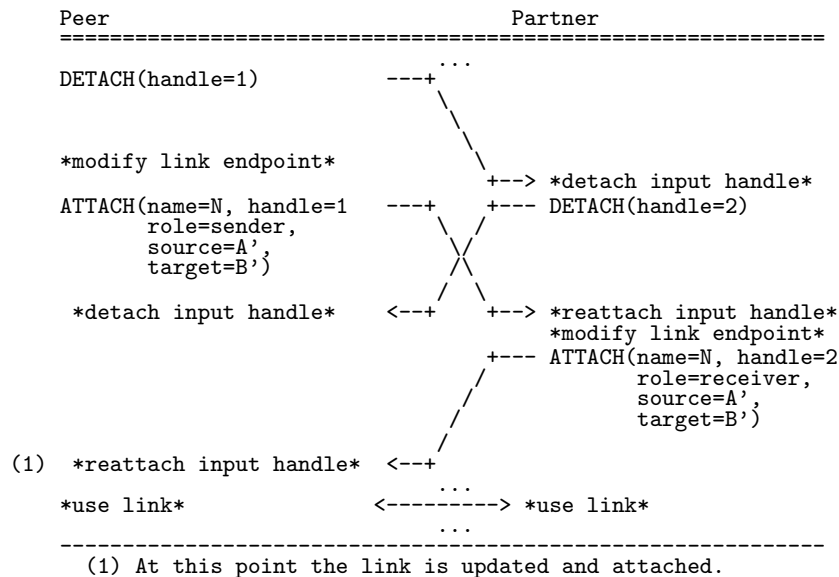 Peer                                 Partner
=============================================================
                              ...
DETACH(handle=1)          ---+
                              \
                               \
                                \
*modify link endpoint*           \
                                  +--> *detach input handle*
ATTACH(name=N, handle=1   ---+    +--- DETACH(handle=2)
       role=sender,           \  /
       source=A',              \/
       target=B')              /\
 *detach input handle*    <--+    +--> *reattach input handle*
                                       *modify link endpoint*
                                  +--- ATTACH(name=N, handle=2
                                 /            role=receiver,
                                /             source=A',
                               /              target=B')
                              /
(1)  *reattach input handle*  <--+
                              ...
*use link*               <---------> *use link*
                              ...
-------------------------------------------------------------
(1) At this point the link is updated and attached.